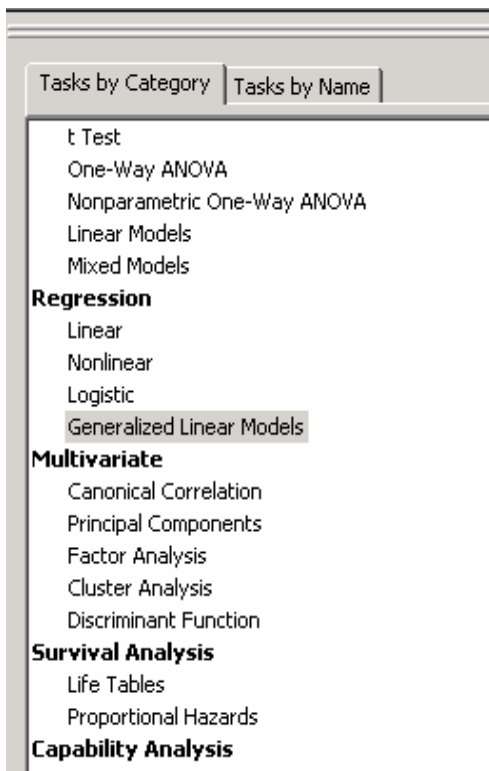 Tasks by Category
Tasks by Name
t Test
One-Way ANOVA
Nonparametric One-Way ANOVA
Linear Models
Mixed Models
Regression
Linear
Nonlinear
Logistic
Generalized Linear Models
Multivariate
Canonical Correlation
Principal Components
Factor Analysis
Cluster Analysis
Discriminant Function
Survival Analysis
Life Tables
Proportional Hazards
Capability Analysis